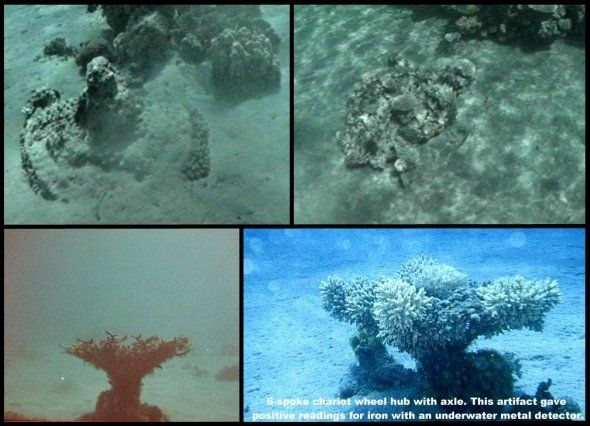 6-spoke chariot wheel hub with axle. This artifact gave
positive readings for iron with an underwater metal detector.